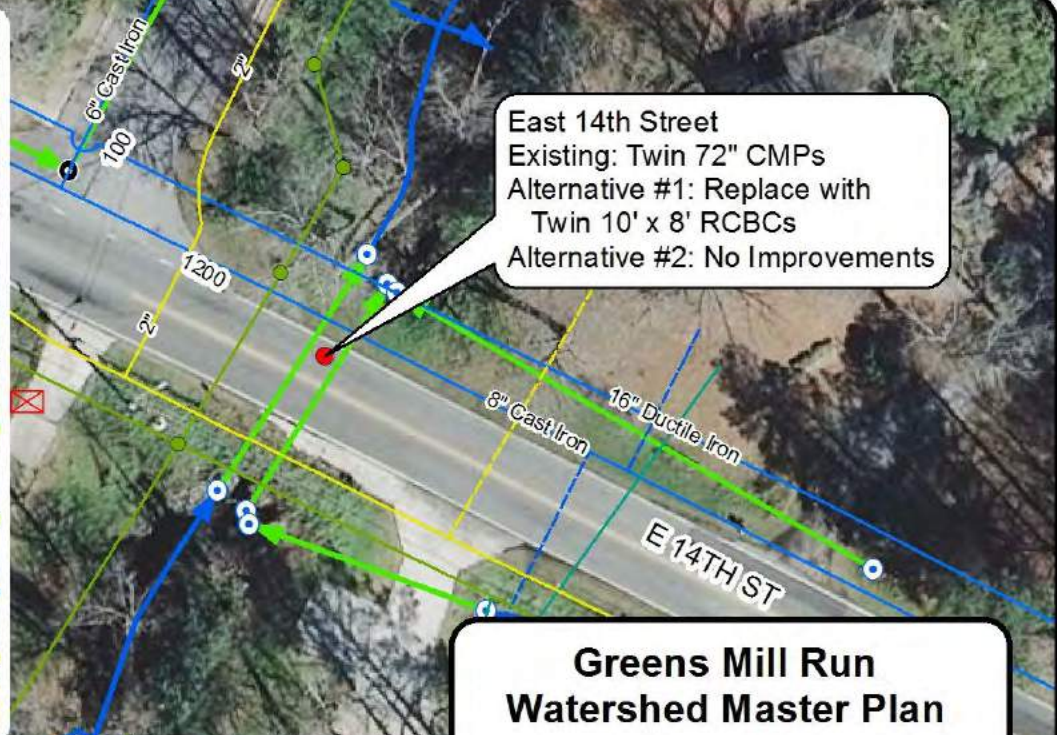 6" Cast Iron
2"
100
East 14th Street
Existing: Twin 72" CMPs
Alternative #1: Replace with
Twin 10' x 8' RCBCs
Alternative #2: No Improvements
1200
2"
8" Cast Iron
16" Ductile Iron
E 14TH ST
Greens Mill Run
Watershed Master Plan